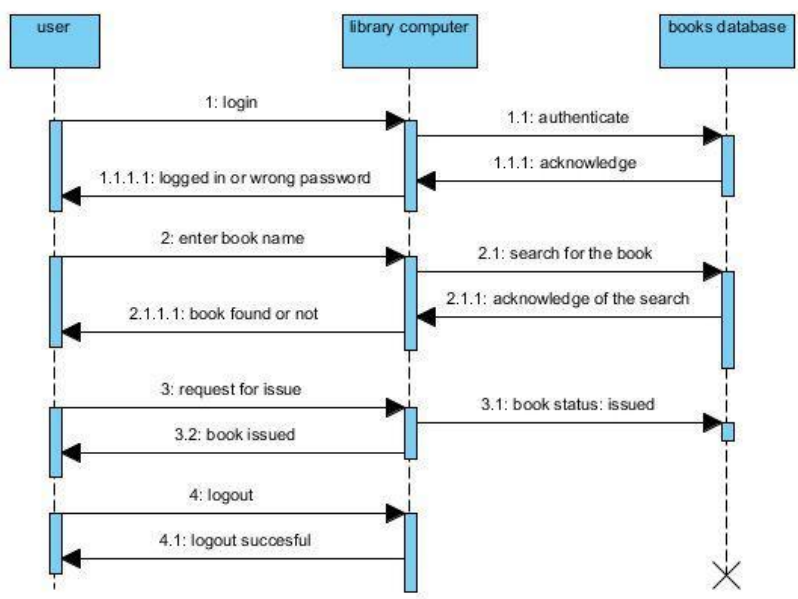 user
library computer
books database
1: login
1.1: authenticate
1.1.1: acknowledge
1.1.1.1: logged in or wrong password
2: enter book name
2.1: search for the book
2.1.1: acknowledge of the search
2.1.1.1: book found or not
3: request for issue
3.1: book status: issued
3.2: book issued
4: logout
4.1: logout succesful